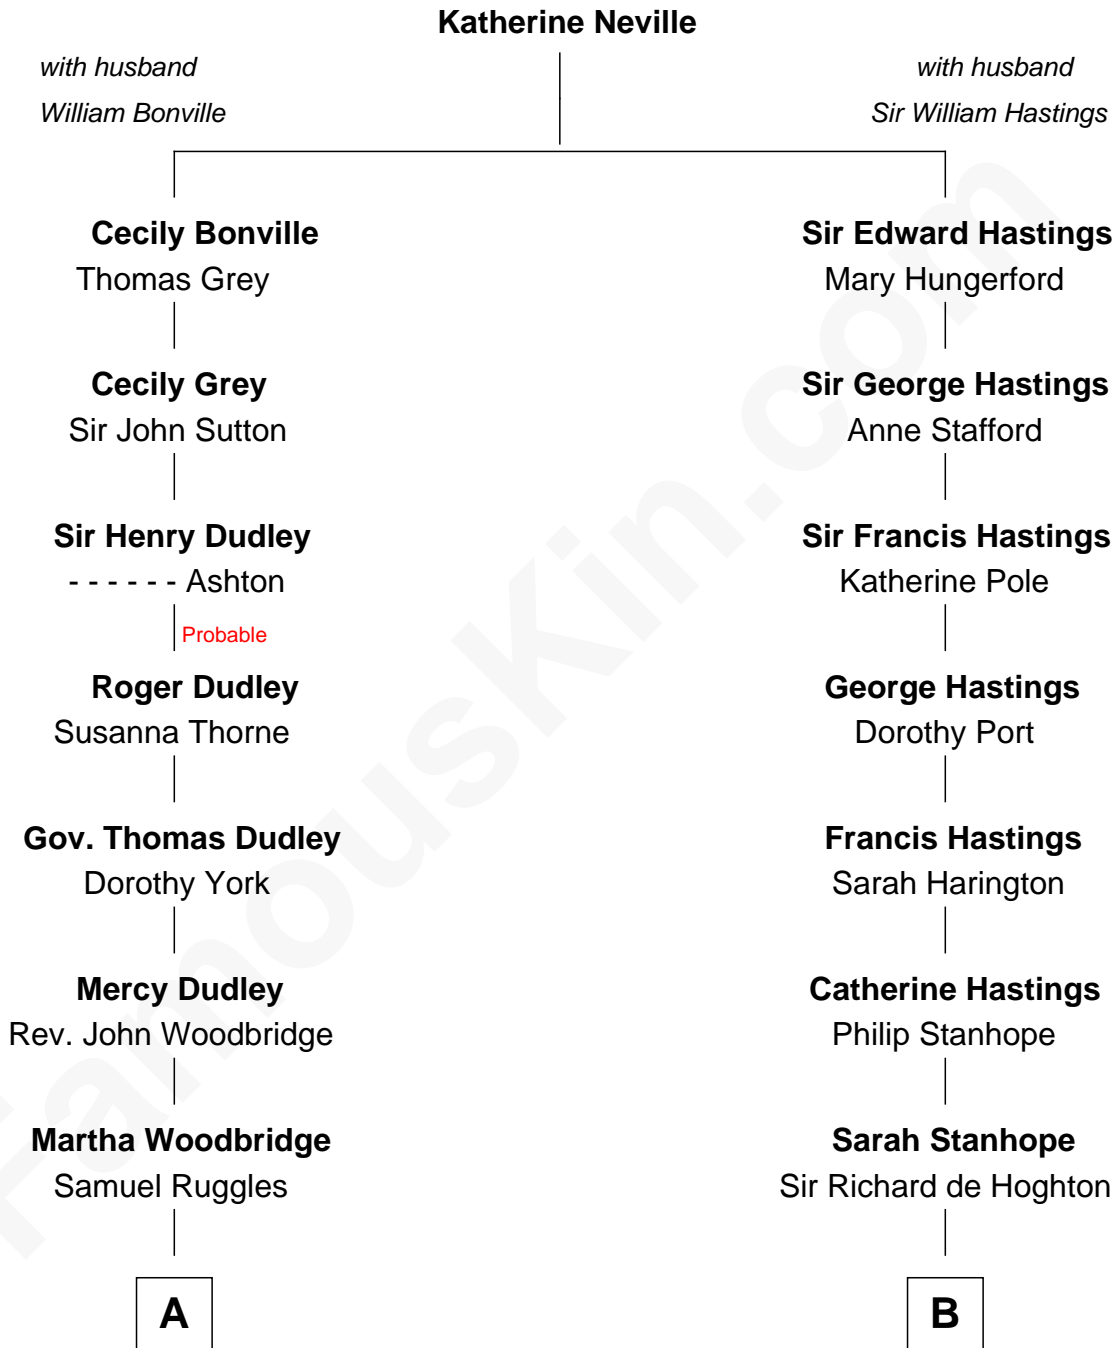 Katherine Neville
with husband
William Bonville
with husband
Sir William Hastings
Cecily Bonville
Thomas Grey
Sir Edward Hastings
Mary Hungerford
Cecily Grey
Sir John Sutton
Sir George Hastings
Anne Stafford
Sir Henry Dudley
- - - - - - Ashton
Probable
Sir Francis Hastings
Katherine Pole
Roger Dudley
Susanna Thorne
George Hastings
Dorothy Port
Gov. Thomas Dudley
Dorothy York
Francis Hastings
Sarah Harington
Mercy Dudley
Rev. John Woodbridge
Catherine Hastings
Philip Stanhope
Martha Woodbridge
Samuel Ruggles
Sarah Stanhope
Sir Richard de Hoghton
A
B
FamousKin.com